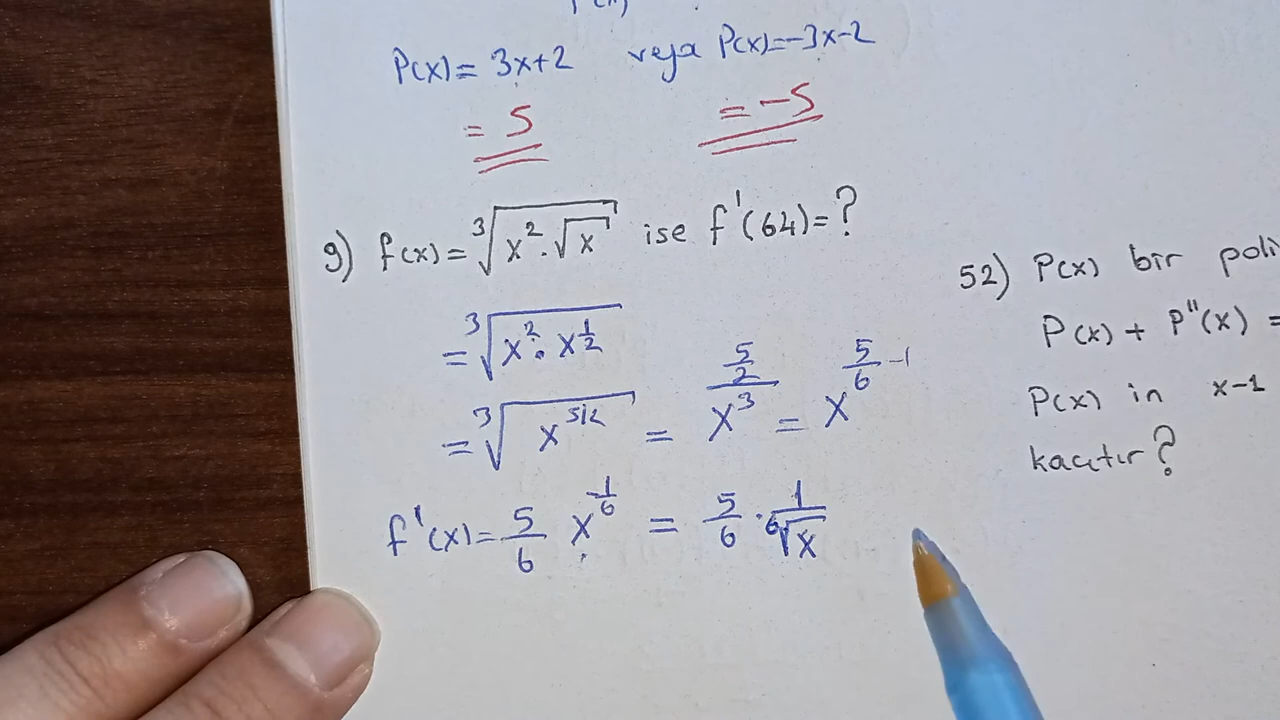 P(x) = 3x+2 veya P(x)=-3x-2
= 5 = -5
9) f(x) = ∛(x².√x) ise f'(64)=?
= ∛(x².x^(1/2))
= ∛(x^(5/2)) = x^((5/2)/3) = x^(5/6 -1)
f'(x)= 5/6 x^(-1/6) = 5/6 . 1/⁶√x
52) P(x) bir poli
P(x) + P''(x) =
P(x) in x-1
kaçtır?